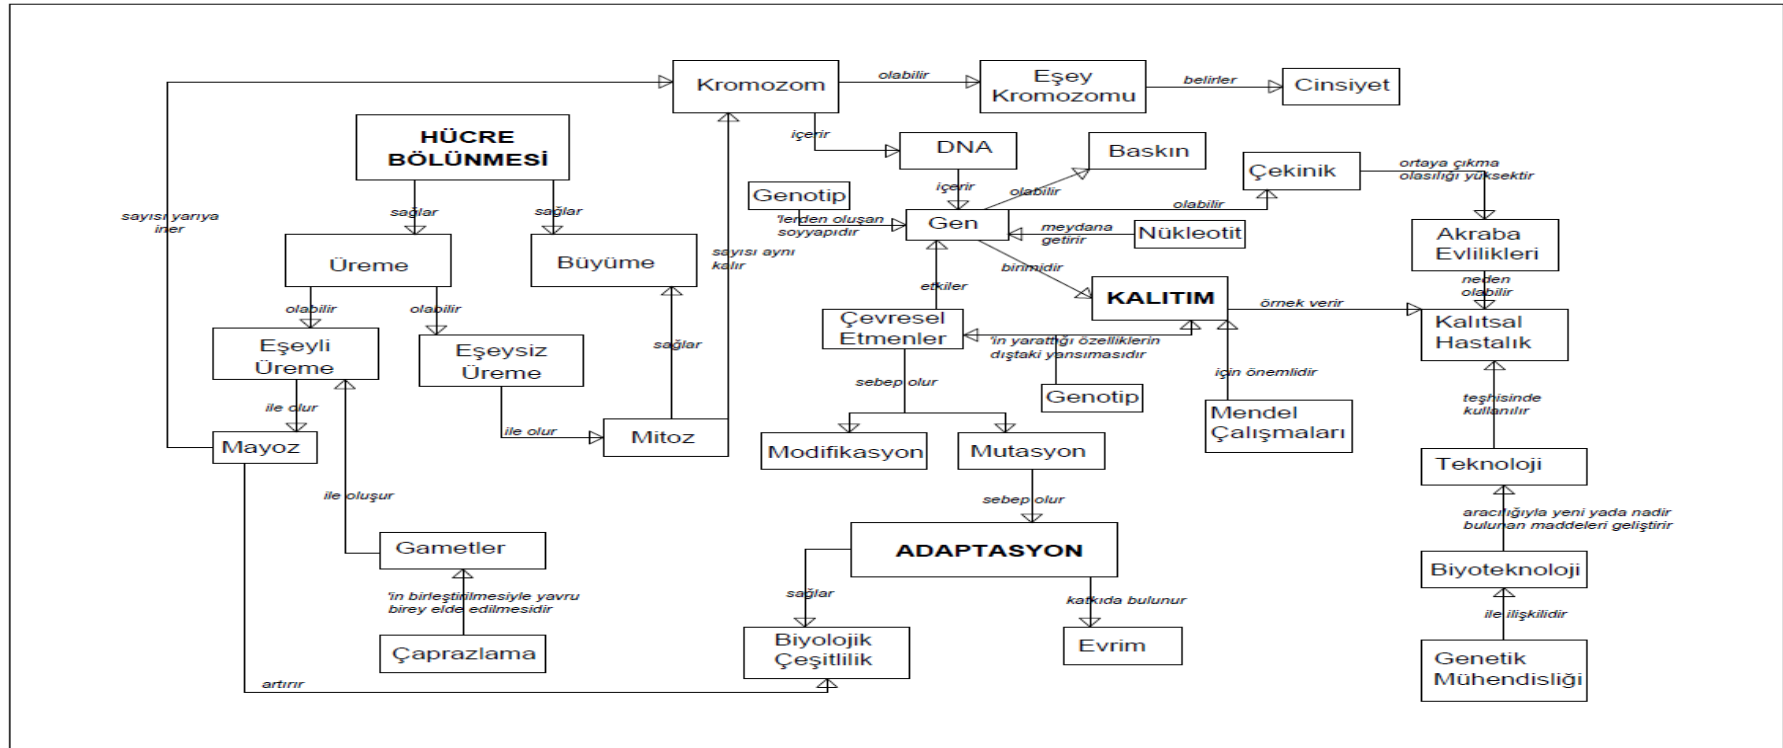 Kromozom
olabilir
Eşey
Kromozomu
belirler
Cinsiyet
HÜCRE
BÖLÜNMESİ
içerir
DNA
Baskın
Çekinik
ortaya çıkma
olasılığı yüksektir
Genotip
içerir
olabilir
olabilir
sayısı yarıya
iner
sağlar
sağlar
'lerden oluşan
soyyapıdır
Gen
meydana
getirir
Nükleotit
Akraba
Evlilikleri
Üreme
Büyüme
sayısı aynı
kalır
birimidir
etkiler
KALITIM
örnek verir
neden
olabilir
olabilir
olabilir
Çevresel
Etmenler
Kalıtsal
Hastalık
Eşeyli
Üreme
Eşeysiz
Üreme
sağlar
'in yarattığı özelliklerin
dıştaki yansımasıdır
sebep olur
için önemlidir
Genotip
teşhisinde
kullanılır
ile olur
ile olur
Mayoz
Mitoz
Modifikasyon
Mutasyon
Mendel
Çalışmaları
Teknoloji
ile oluşur
sebep olur
aracılığıyla yeni yada nadir
bulunan maddeleri geliştirir
Gametler
ADAPTASYON
Biyoteknoloji
'in birleştirilmesiyle yavru
birey elde edilmesidir
sağlar
katkıda bulunur
ile ilişkilidir
Çaprazlama
Biyolojik
Çeşitlilik
Evrim
Genetik
Mühendisliği
artırır